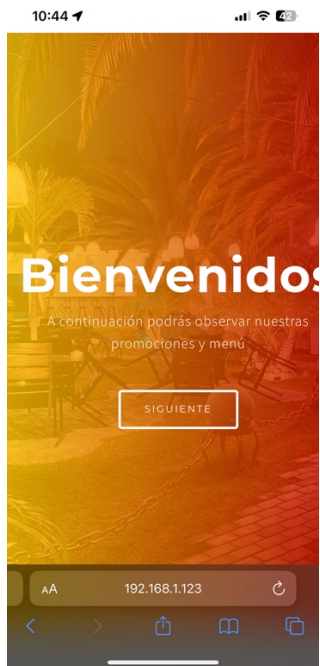 10:44
42
Bienvenidos
A continuación podrás observar nuestras
promociones y menú
SIGUIENTE
AA
192.168.1.123